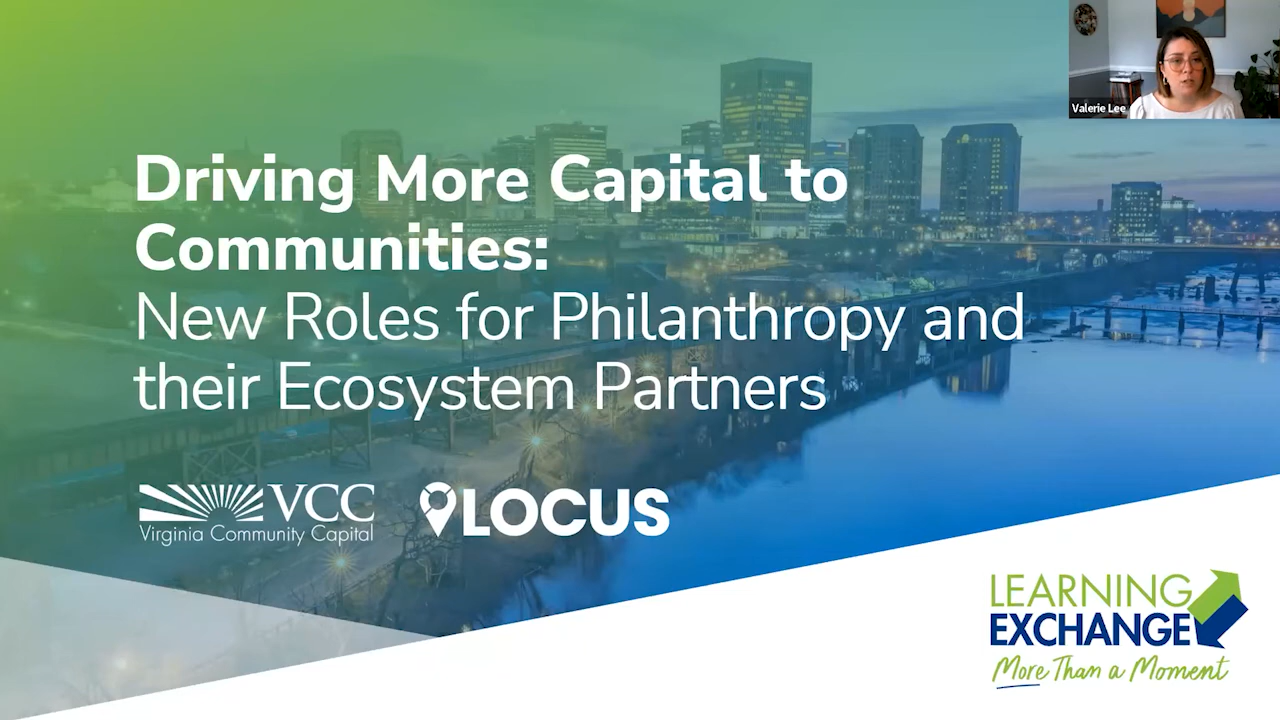 Valerie Lee
Driving More Capital to
Communities:
New Roles for Philanthropy and
their Ecosystem Partners
VCC
Virginia Community Capital
LOCUS
LEARNING
EXCHANGE
More Than a Moment